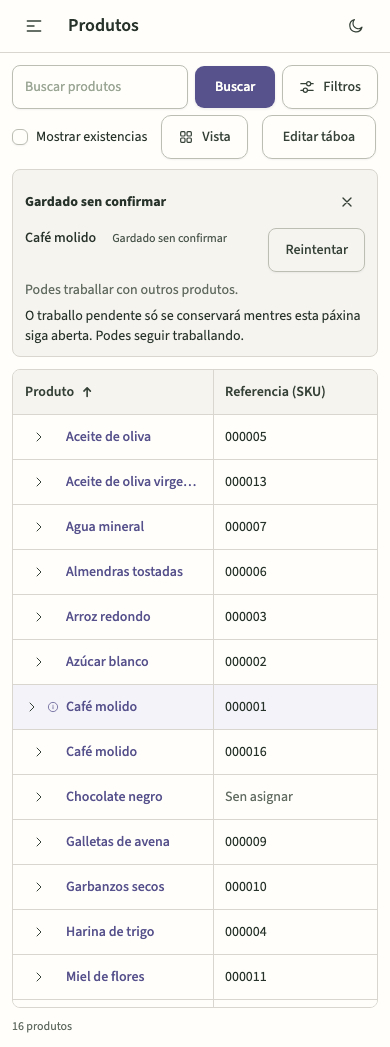 Produtos
Buscar produtos
Buscar
Filtros
Mostrar existencias
Vista
Editar táboa
Gardado sen confirmar
Café molido Gardado sen confirmar
Reintentar
Podes traballar con outros produtos.
O traballo pendente só se conservará mentres esta páxina
siga aberta. Podes seguir traballando.
Produto Referencia (SKU)
Aceite de oliva 000005
Aceite de oliva virge… 000013
Agua mineral 000007
Almendras tostadas 000006
Arroz redondo 000003
Azúcar blanco 000002
Café molido 000001
Café molido 000016
Chocolate negro Sen asignar
Galletas de avena 000009
Garbanzos secos 000010
Harina de trigo 000004
Miel de flores 000011
16 produtos